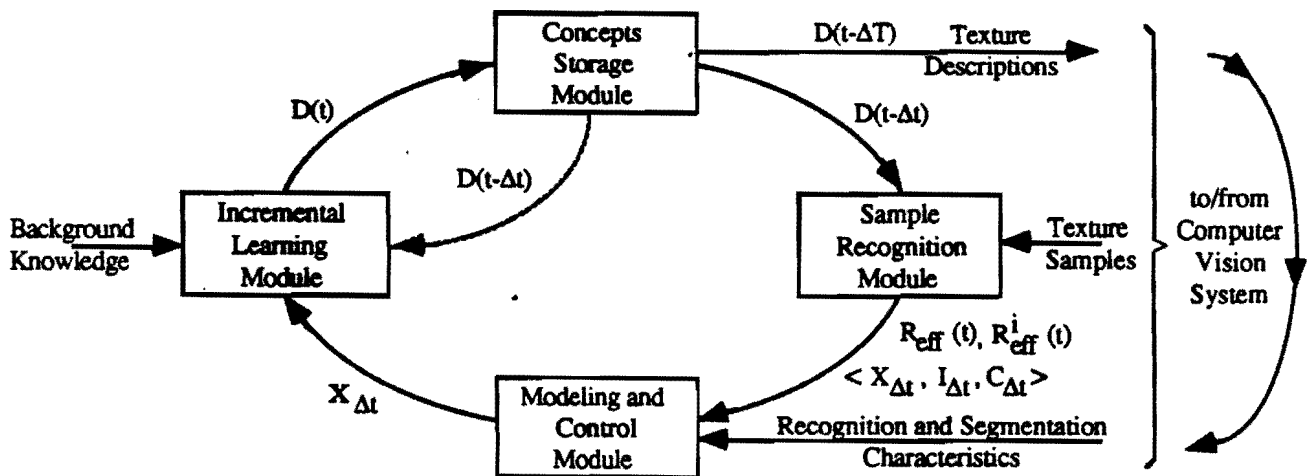 Concepts
Storage
Module
D(t-ΔT)
Texture
Descriptions
D(t)
D(t-Δt)
D(t-Δt)
Background
Knowledge
Incremental
Learning
Module
Sample
Recognition
Module
Texture
Samples
to/from
Computer
Vision
System
R_eff (t), R^i_eff (t)
< X_Δt , I_Δt , C_Δt >
X_Δt
Modeling and
Control
Module
Recognition and Segmentation
Characteristics